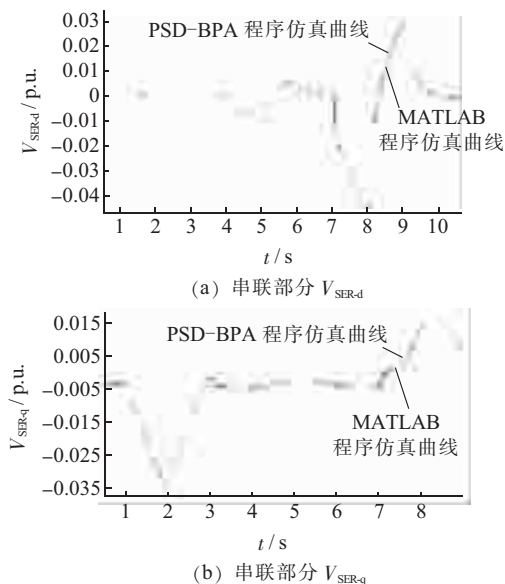 0.03
PSD-BPA 程序仿真曲线
0.02
0.01
0
-0.01
MATLAB
-0.02
程序仿真曲线
-0.03
-0.04
V_SER-d / p.u.
1 2 3 4 5 6 7 8 9 10
t / s
(a) 串联部分 V_SER-d
0.015
PSD-BPA 程序仿真曲线
0.005
-0.005
-0.015
MATLAB
程序仿真曲线
-0.025
-0.035
V_SER-q / p.u.
1 2 3 4 5 6 7 8
t / s
(b) 串联部分 V_SER-q